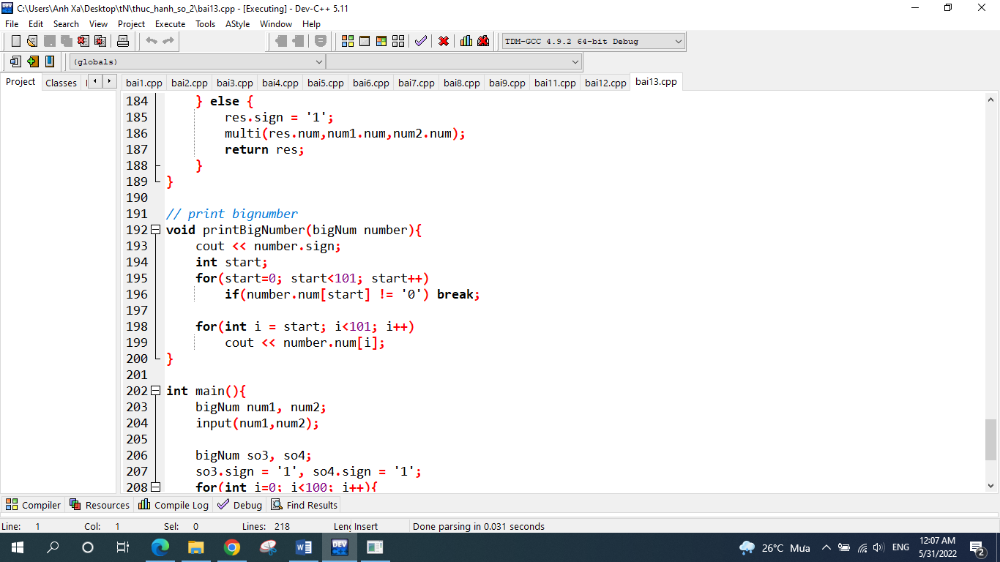 C:\Users\Anh Xa\Desktop\tN\thuc_hanh_so_2\bai13.cpp - [Executing] - Dev-C++ 5.11
File Edit Search View Project Execute Tools AStyle Window Help
TDM-GCC 4.9.2 64-bit Debug
(globals)
Project Classes bai1.cpp bai2.cpp bai3.cpp bai4.cpp bai5.cpp bai6.cpp bai7.cpp bai8.cpp bai9.cpp bai11.cpp bai12.cpp bai13.cpp
184 } else {
185 res.sign = '1';
186 multi(res.num,num1.num,num2.num);
187 return res;
188 }
189 }
190
191 // print bignumber
192 void printBigNumber(bigNum number){
193 cout << number.sign;
194 int start;
195 for(start=0; start<101; start++)
196 if(number.num[start] != '0') break;
197
198 for(int i = start; i<101; i++)
199 cout << number.num[i];
200 }
201
202 int main(){
203 bigNum num1, num2;
204 input(num1,num2);
205
206 bigNum so3, so4;
207 so3.sign = '1', so4.sign = '1';
208 for(int i=0; i<100; i++){
Compiler Resources Compile Log Debug Find Results
Line: 1 Col: 1 Sel: 0 Lines: 218 Insert Done parsing in 0.031 seconds
DEV 26°C Mưa ENG 12:07 AM
5/31/2022 2